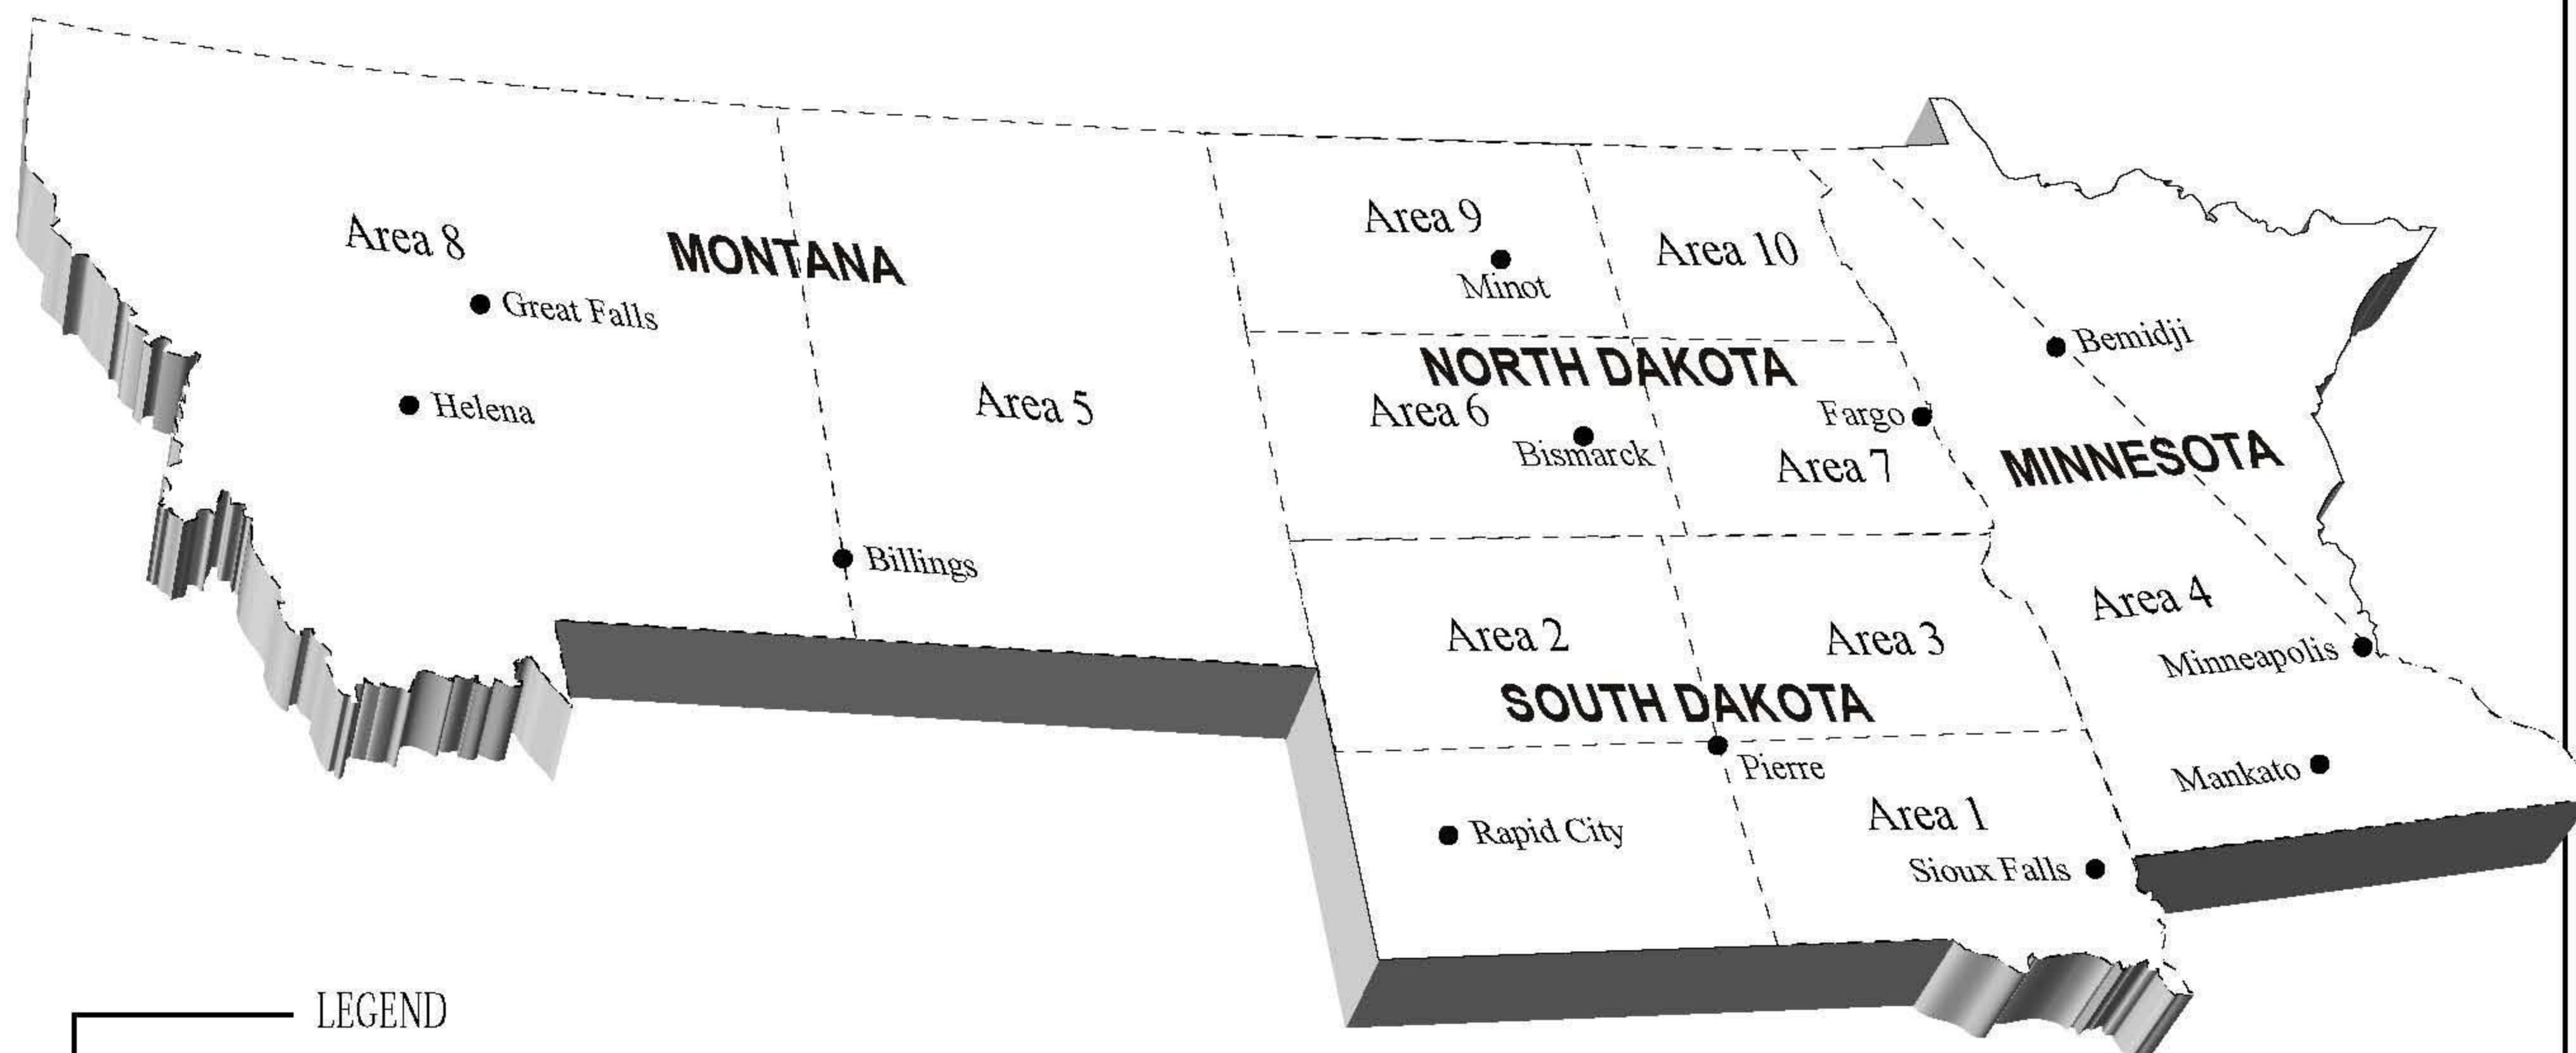 Area 8
MONTANA
Great Falls
Helena
Area 5
Billings
Area 9
Minot
Area 10
NORTH DAKOTA
Area 6
Bismarck
Fargo
Area 7
Bemidji
MINNESOTA
Area 4
Minneapolis
Mankato
Area 2
Area 3
SOUTH DAKOTA
Pierre
Rapid City
Area 1
Sioux Falls
LEGEND